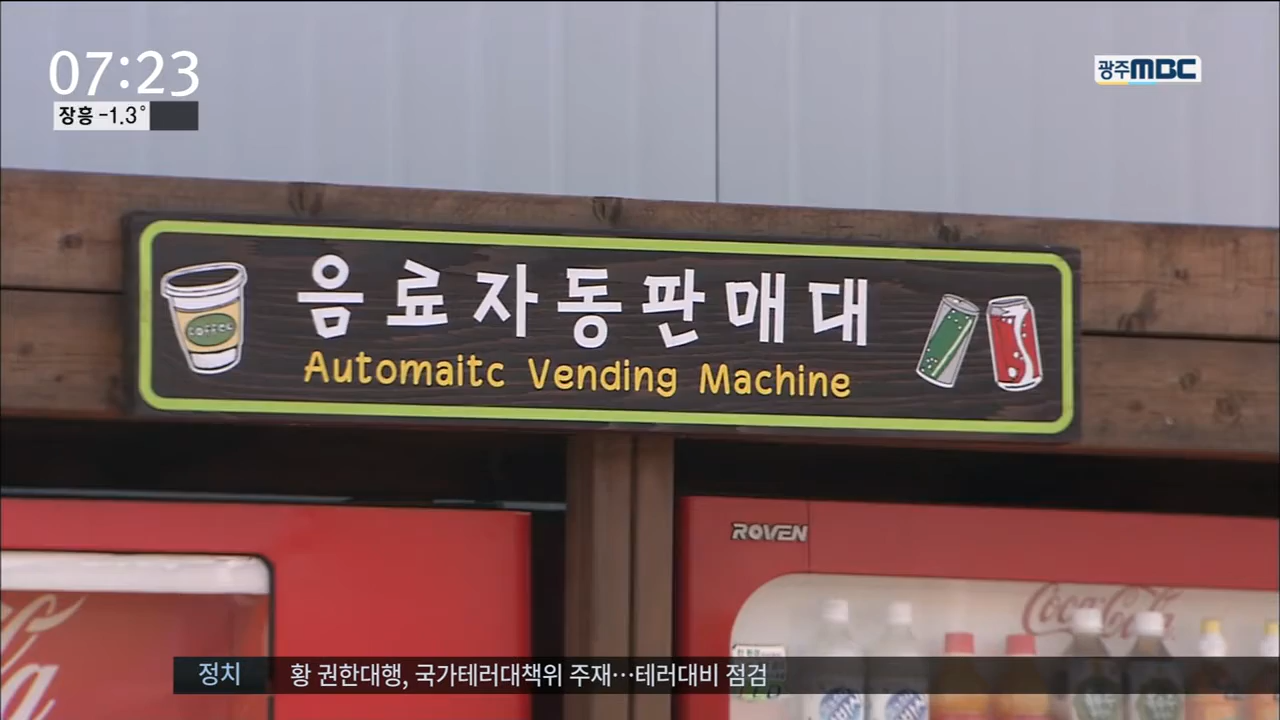 07:23
광주MBC
장흥 -1.3°
COFFEE
음료자동판매대
Automaitc Vending Machine
ROVEN
Coca-Cola
정치 황 권한대행, 국가테러대책위 주재…테러대비 점검